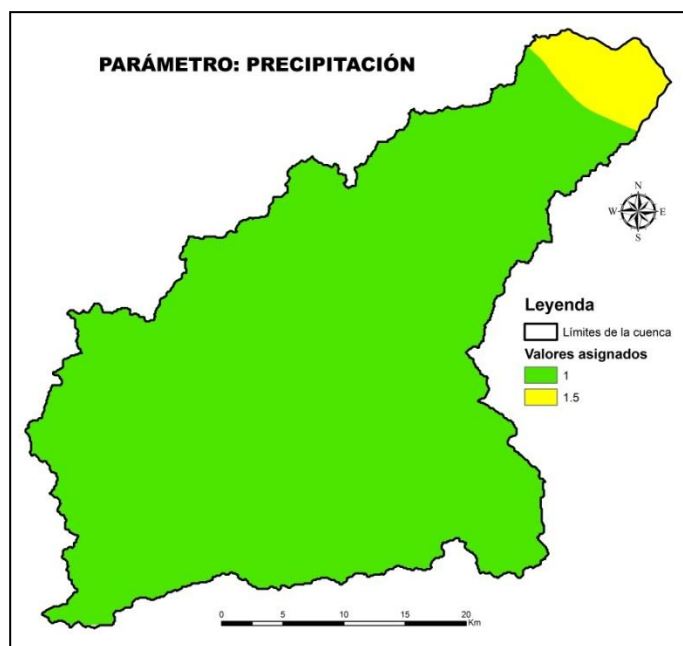 PARÁMETRO: PRECIPITACIÓN
N
W E
S
Leyenda
Límites de la cuenca
Valores asignados
1
1.5
0 5 10 15 20
Km